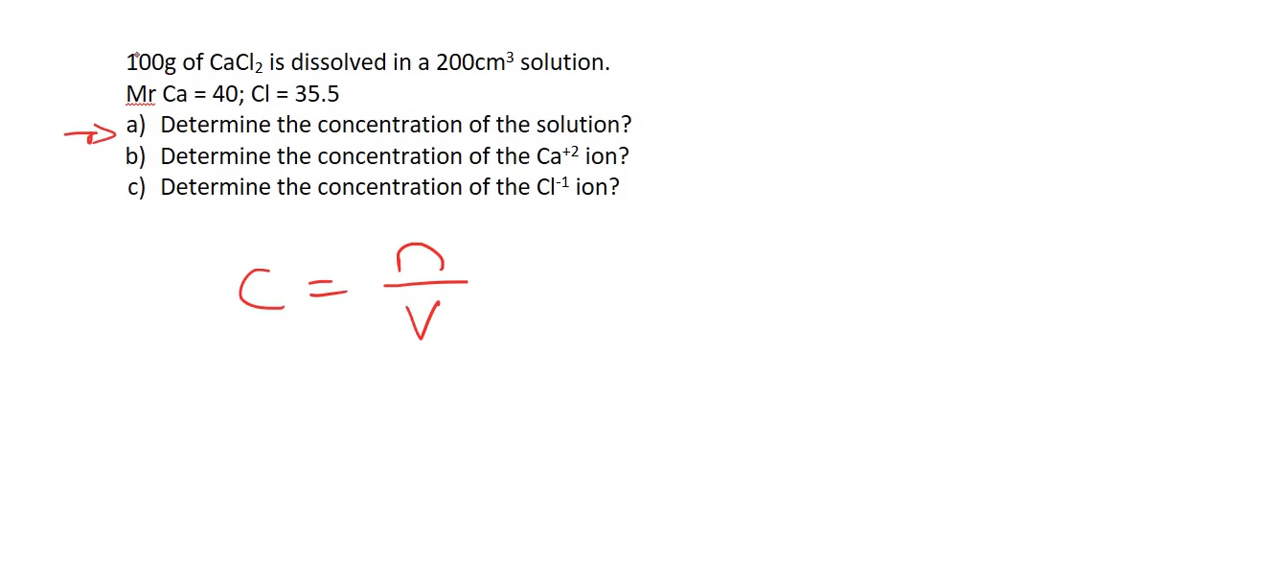 100g of CaCl₂ is dissolved in a 200cm³ solution.
Mr Ca = 40; Cl = 35.5
a) Determine the concentration of the solution?
b) Determine the concentration of the Ca⁺² ion?
c) Determine the concentration of the Cl⁻¹ ion?
C = n/V